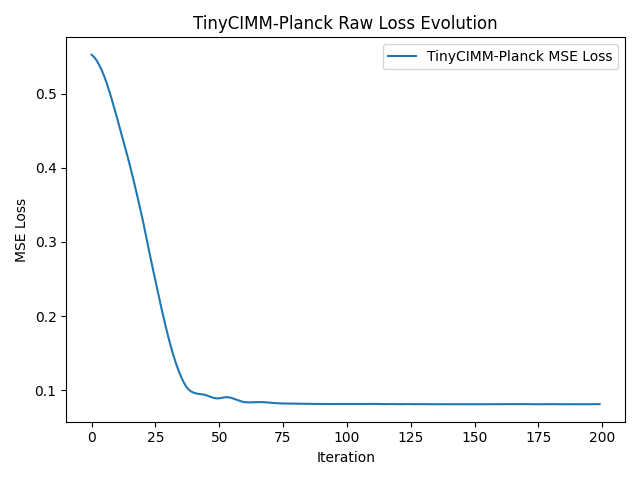 TinyCIMM-Planck Raw Loss Evolution
TinyCIMM-Planck MSE Loss
MSE Loss
0.5
0.4
0.3
0.2
0.1
0 25 50 75 100 125 150 175 200
Iteration